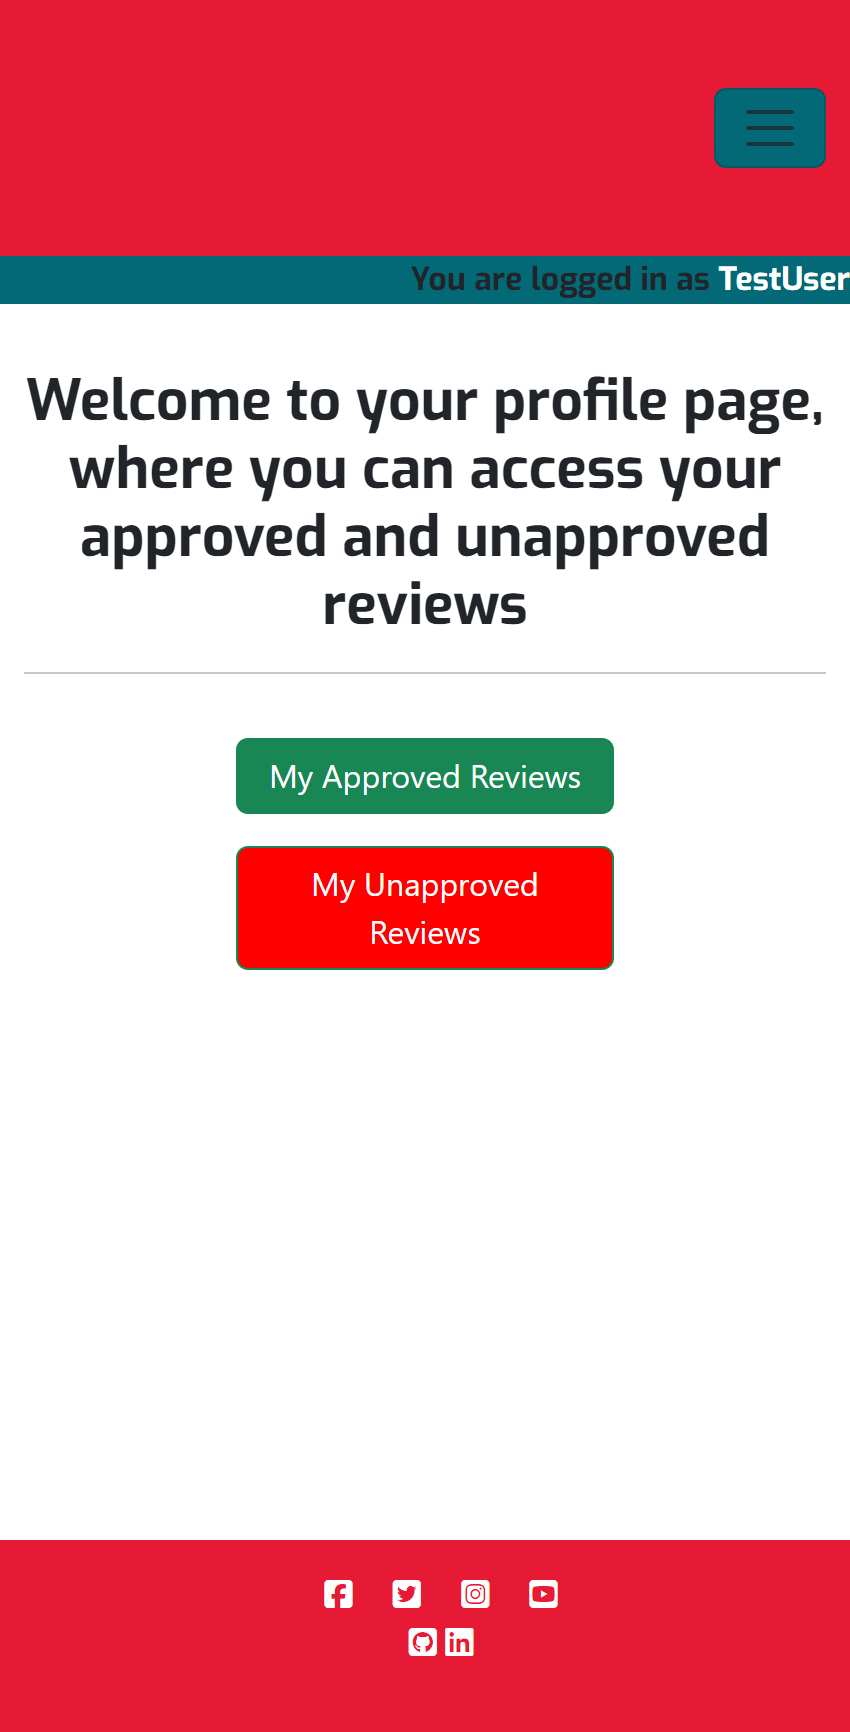 You are logged in as TestUser
Welcome to your profile page,
where you can access your
approved and unapproved
reviews
My Approved Reviews
My Unapproved
Reviews